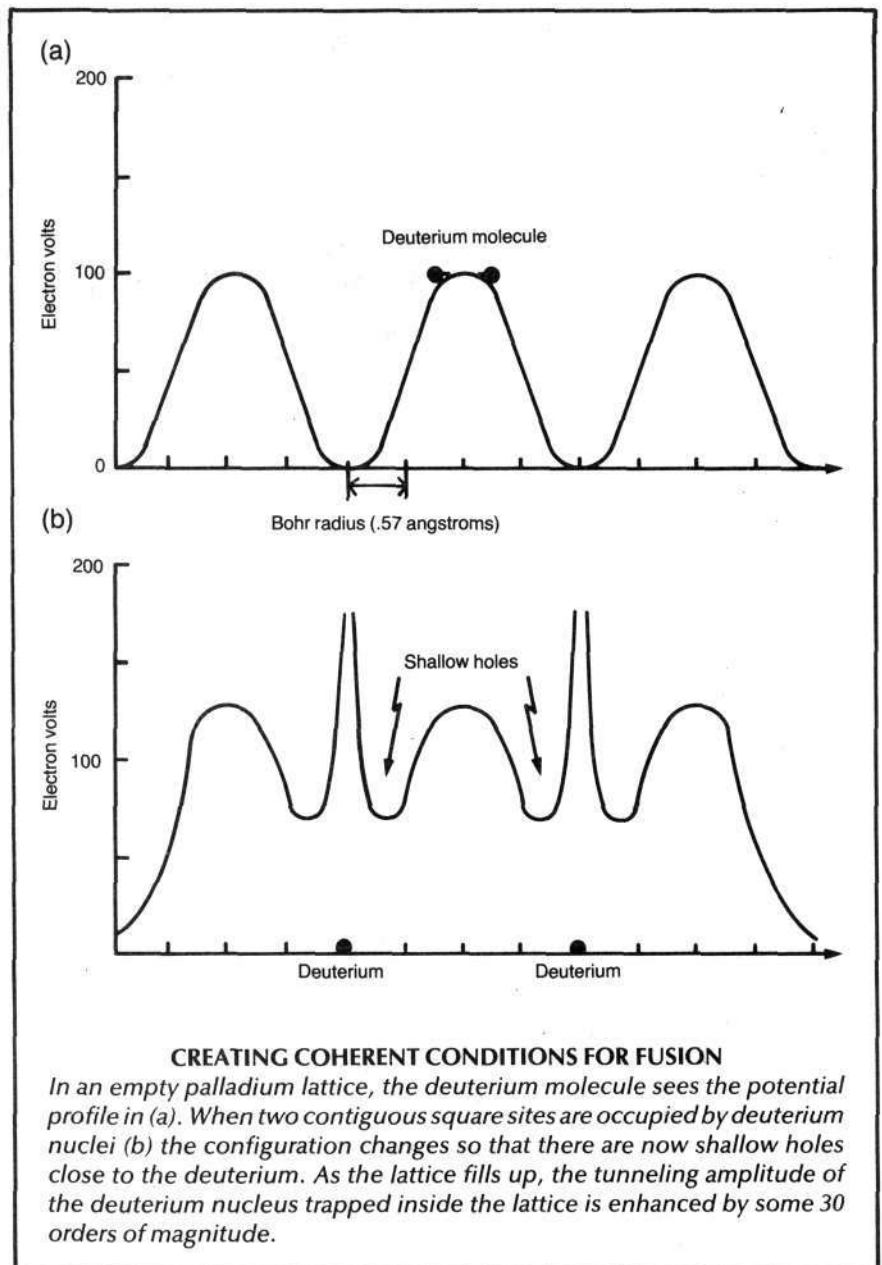 (a)
200
100
0
Electron volts
Deuterium molecule
Bohr radius (.57 angstroms)
(b)
200
100
Electron volts
Shallow holes
Deuterium
Deuterium
CREATING COHERENT CONDITIONS FOR FUSION
In an empty palladium lattice, the deuterium molecule sees the potential
profile in (a). When two contiguous square sites are occupied by deuterium
nuclei (b) the configuration changes so that there are now shallow holes
close to the deuterium. As the lattice fills up, the tunneling amplitude of
the deuterium nucleus trapped inside the lattice is enhanced by some 30
orders of magnitude.